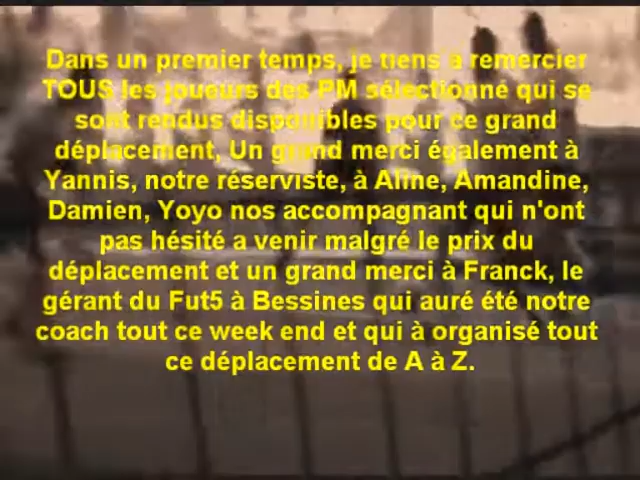 Dans un premier temps, je tiens à remercier
TOUS les joueurs des PM sélectionné qui se
sont rendus disponibles pour ce grand
déplacement, Un grand merci également à
Yannis, notre réserviste, à Aline, Amandine,
Damien, Yoyo nos accompagnant qui n'ont
pas hésité a venir malgré le prix du
déplacement et un grand merci à Franck, le
gérant du Fut5 à Bessines qui auré été notre
coach tout ce week end et qui à organisé tout
ce déplacement de A à Z.